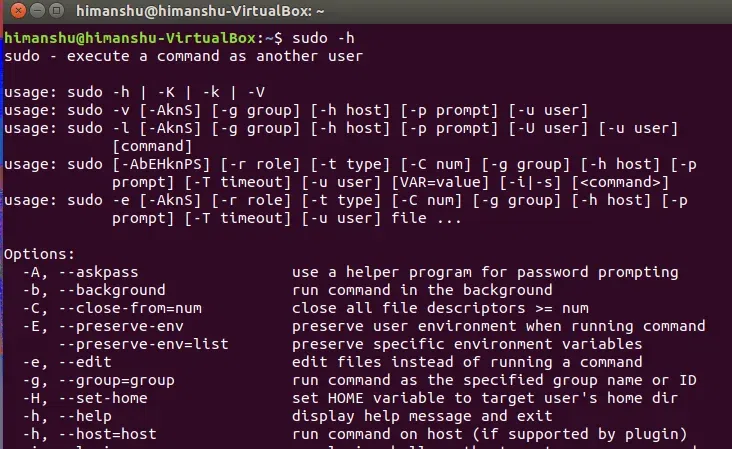 himanshu@himanshu-VirtualBox: ~
himanshu@himanshu-VirtualBox:~$ sudo -h
sudo - execute a command as another user
usage: sudo -h | -K | -k | -V
usage: sudo -v [-AknS] [-g group] [-h host] [-p prompt] [-u user]
usage: sudo -l [-AknS] [-g group] [-h host] [-p prompt] [-U user] [-u user]
[command]
usage: sudo [-AbEHknPS] [-r role] [-t type] [-C num] [-g group] [-h host] [-p
prompt] [-T timeout] [-u user] [VAR=value] [-i|-s] [<command>]
usage: sudo -e [-AknS] [-r role] [-t type] [-C num] [-g group] [-h host] [-p
prompt] [-T timeout] [-u user] file ...
Options:
-A, --askpass use a helper program for password prompting
-b, --background run command in the background
-C, --close-from=num close all file descriptors >= num
-E, --preserve-env preserve user environment when running command
--preserve-env=list preserve specific environment variables
-e, --edit edit files instead of running a command
-g, --group=group run command as the specified group name or ID
-H, --set-home set HOME variable to target user's home dir
-h, --help display help message and exit
-h, --host=host run command on host (if supported by plugin)